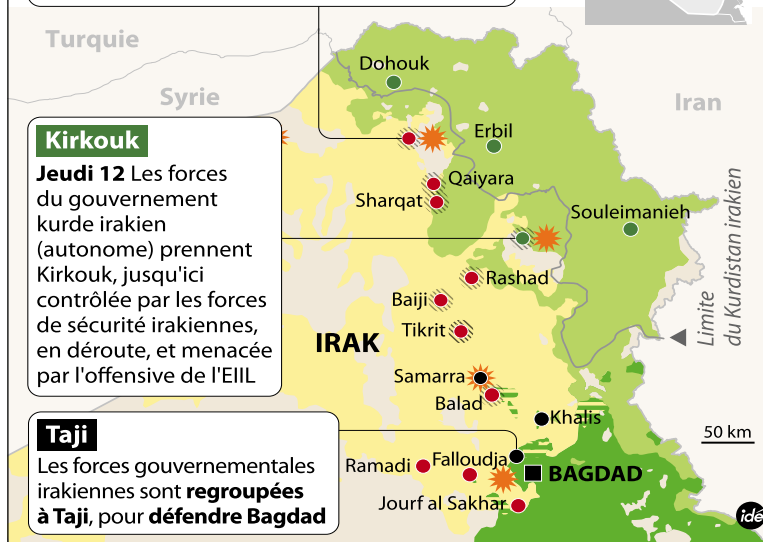 Turquie
Dohouk
Syrie
Iran
Erbil
Kirkouk
Jeudi 12 Les forces
du gouvernement
kurde irakien
(autonome) prennent
Kirkouk, jusqu'ici
contrôlée par les forces
de sécurité irakiennes,
en déroute, et menacée
par l'offensive de l'EIIL
Qaiyara
Sharqat
Souleimanieh
Limite
du Kurdistan irakien
Rashad
Baiji
Tikrit
IRAK
Samarra
Balad
Khalis
Taji
Les forces gouvernementales
irakiennes sont regroupées
à Taji, pour défendre Bagdad
50 km
Ramadi
Falloudja
BAGDAD
Jourf al Sakhar
idé